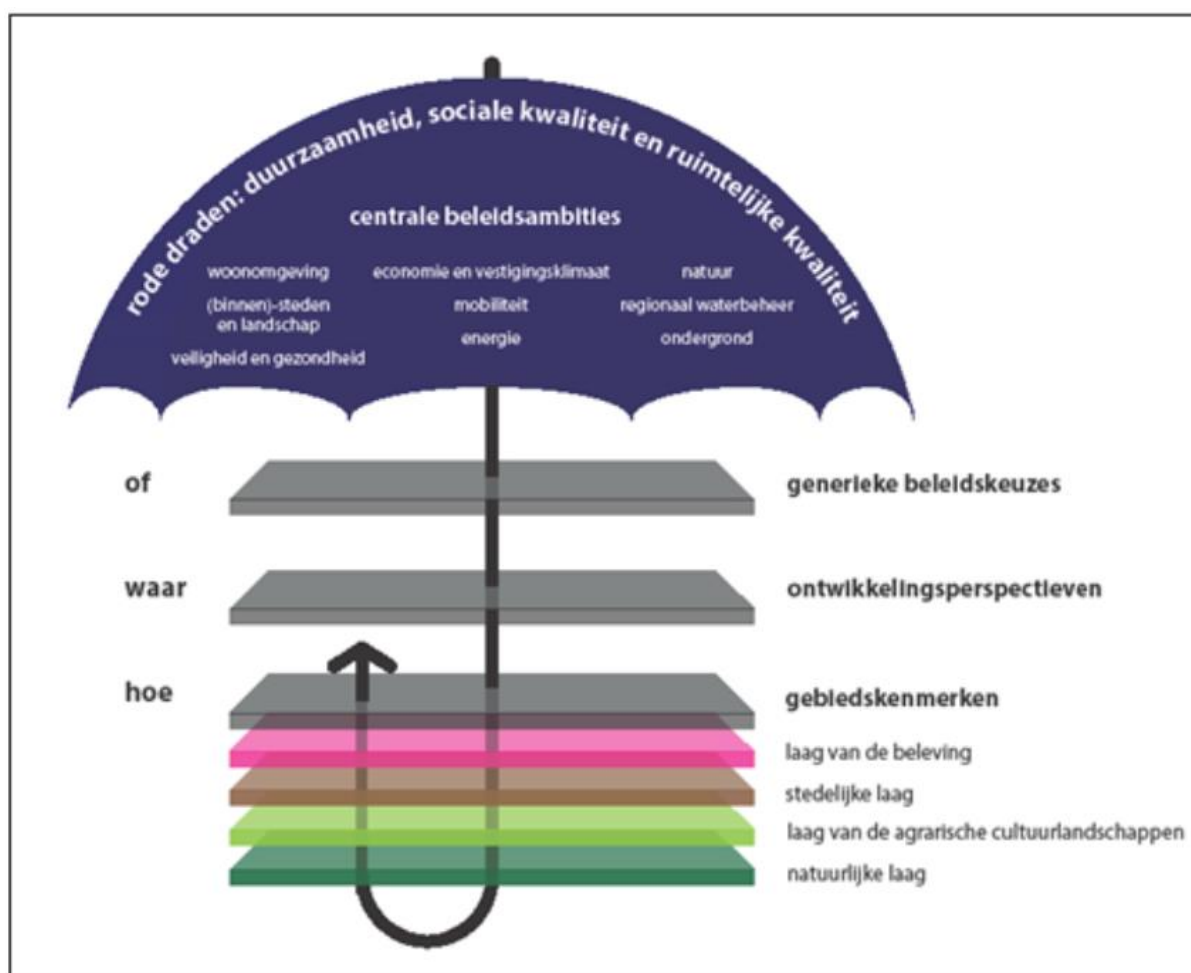 rode draden: duurzaamheid, sociale kwaliteit en ruimtelijke kwaliteit
centrale beleidsambities
woonomgeving
(binnen)-steden
en landschap
veiligheid en gezondheid
economie en vestigingsklimaat
mobiliteit
energie
natuur
regionaal waterbeheer
ondergrond
of
generieke beleidskeuzes
waar
ontwikkelingsperspectieven
hoe
gebiedskenmerken
laag van de beleving
stedelijke laag
laag van de agrarische cultuurlandschappen
natuurlijke laag